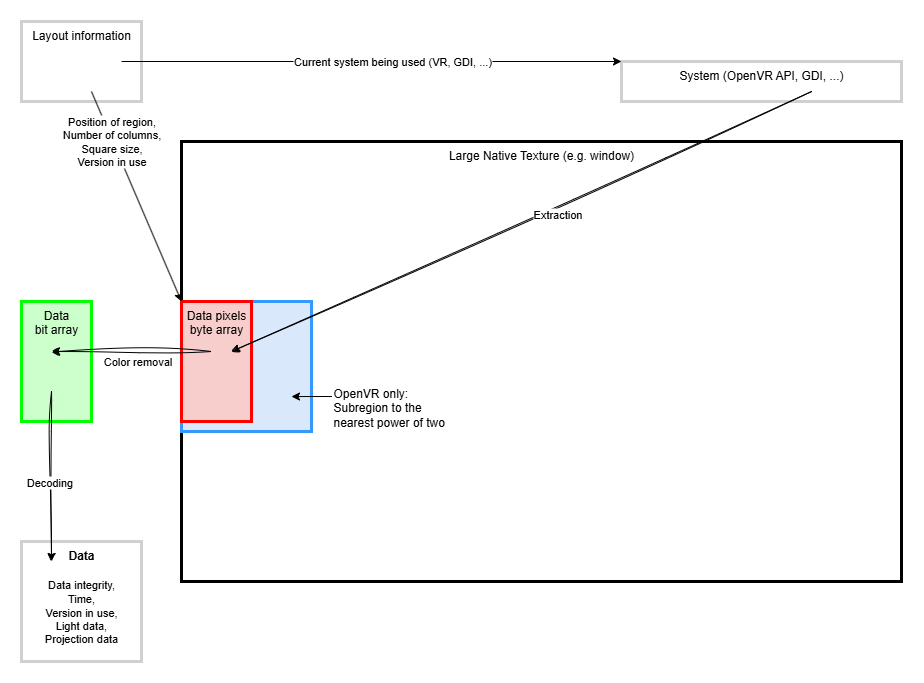 Layout information
Current system being used (VR, GDI, ...)
System (OpenVR API, GDI, ...)
Position of region,
Number of columns,
Square size,
Version in use
Large Native Texture (e.g. window)
Extraction
Data
bit array
Data pixels
byte array
Color removal
OpenVR only:
Subregion to the
nearest power of two
Decoding
Data
Data integrity,
Time,
Version in use,
Light data,
Projection data